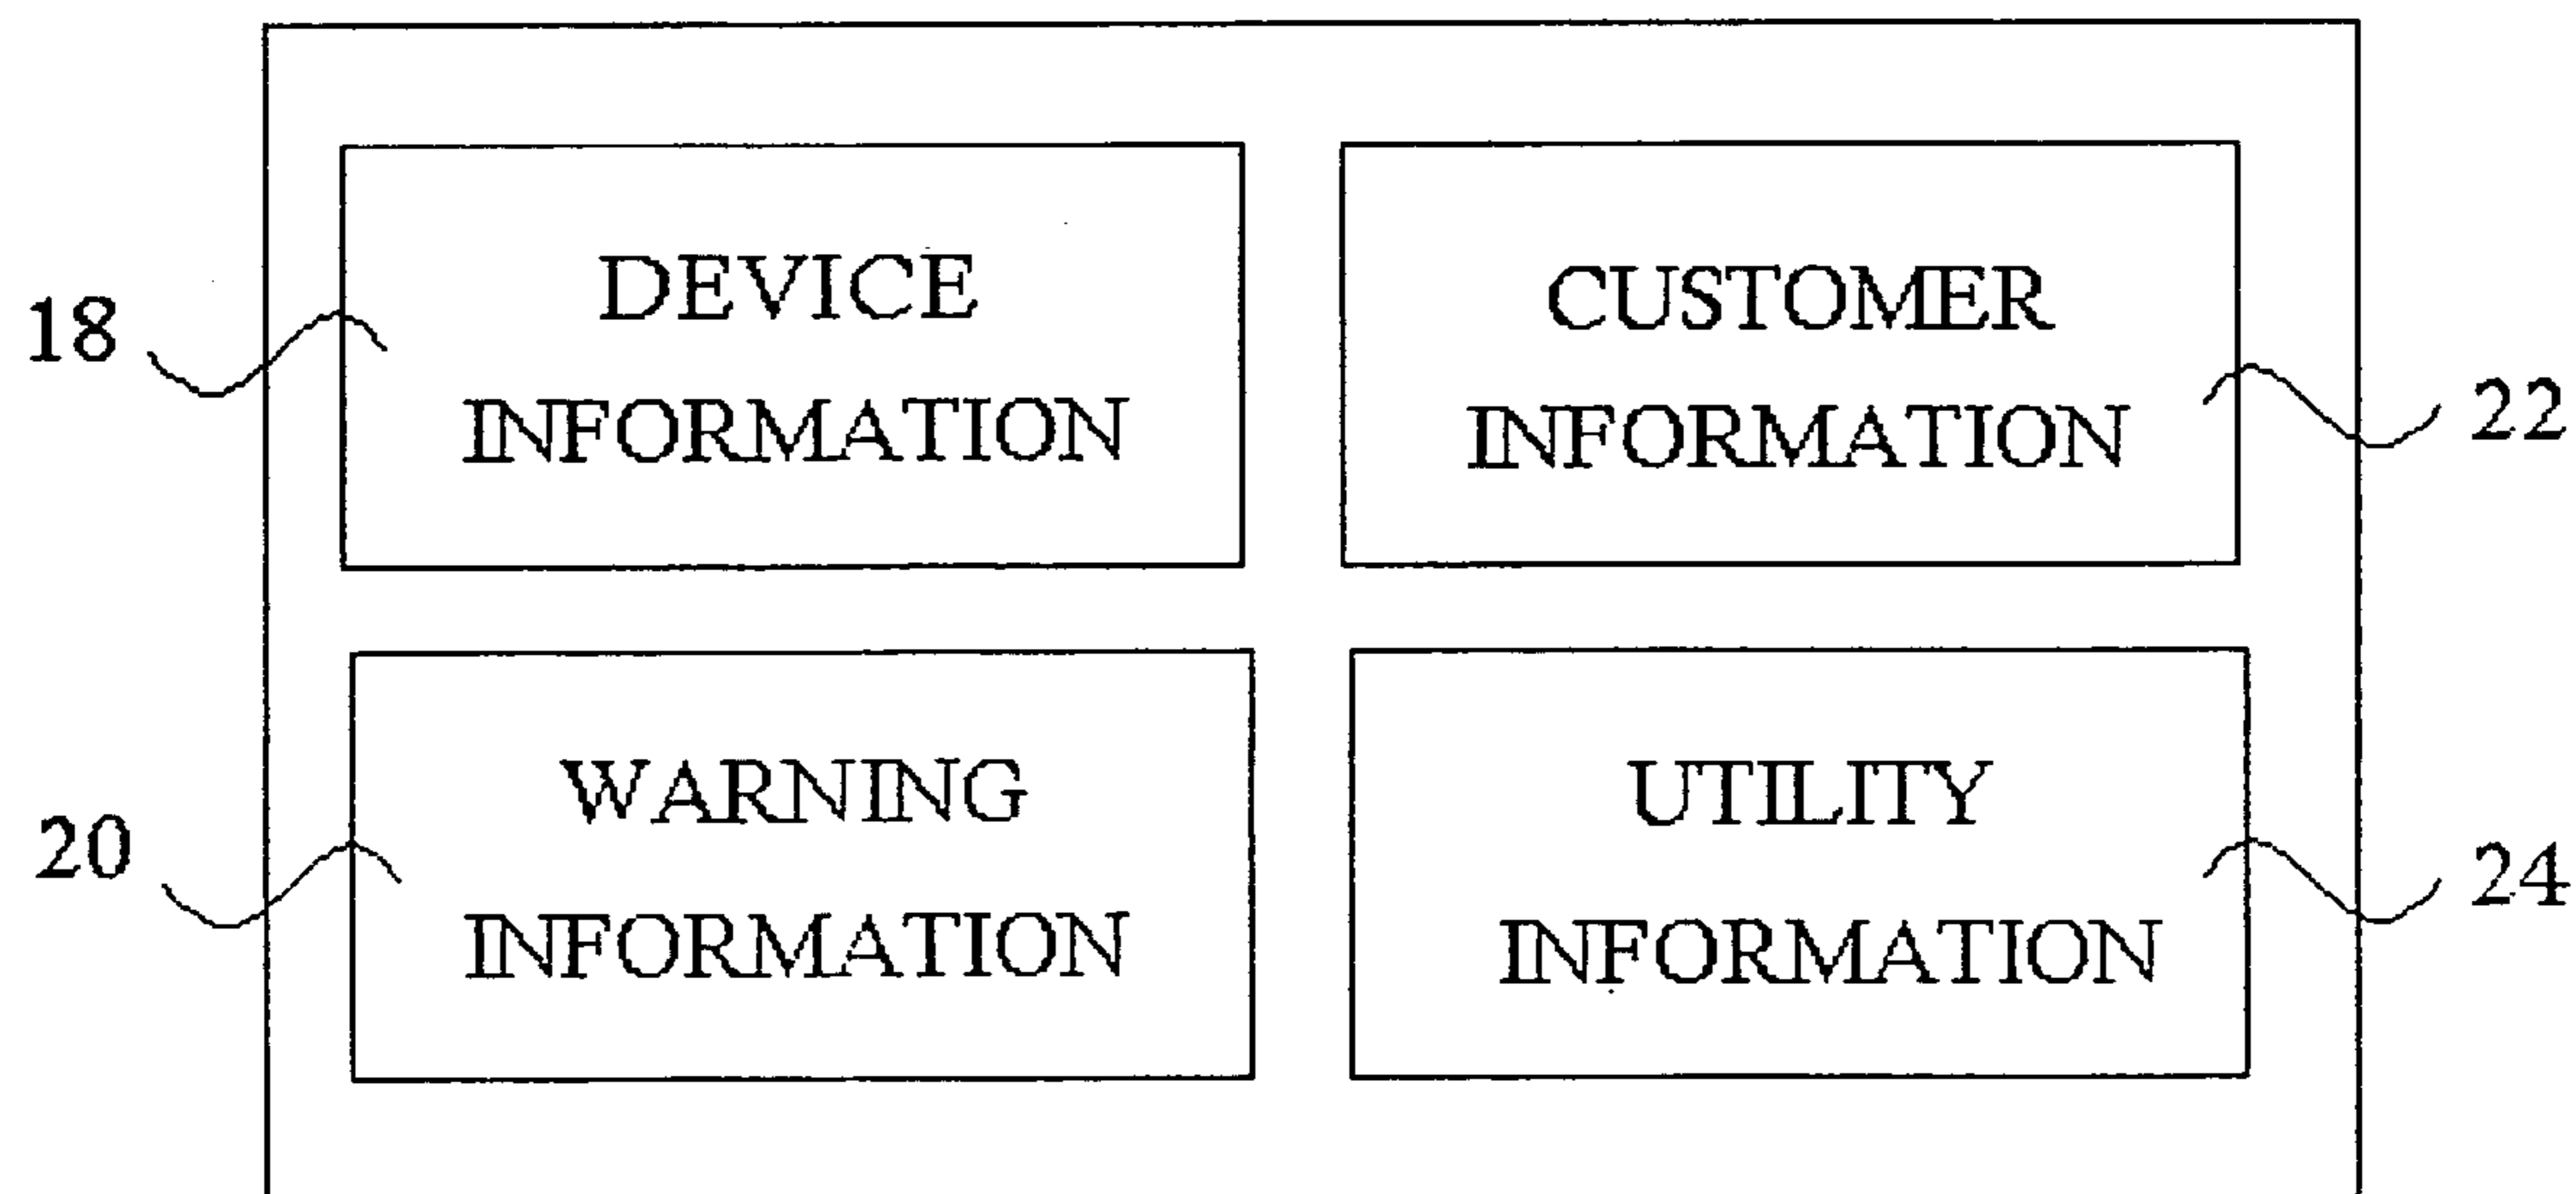 DEVICE
INFORMATION
18
CUSTOMER
INFORMATION
22
WARNING
INFORMATION
20
UTILITY
INFORMATION
24